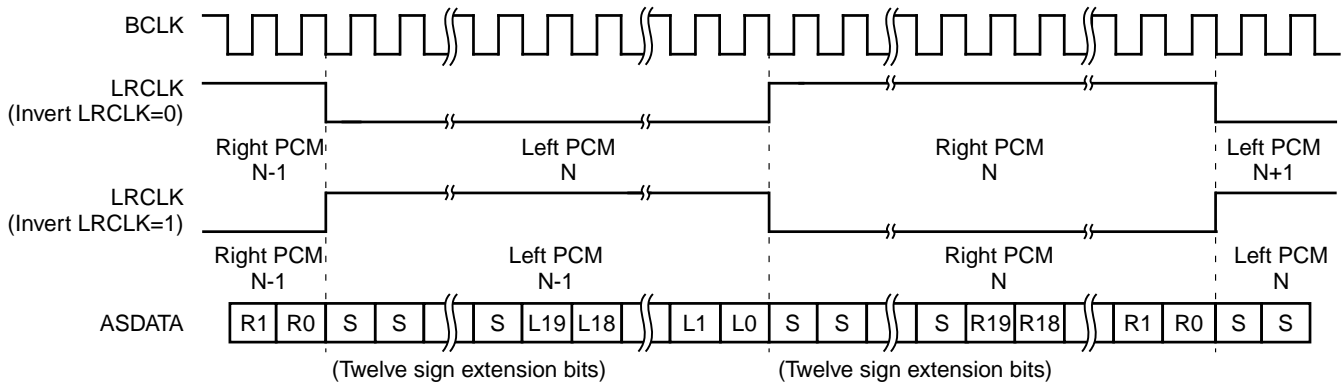 BCLK
LRCLK
(Invert LRCLK=0)
Right PCM
N-1
Left PCM
N
Right PCM
N
Left PCM
N+1
LRCLK
(Invert LRCLK=1)
Right PCM
N-1
Left PCM
N-1
Right PCM
N
Left PCM
N
ASDATA R1 R0 S S S L19 L18 L1 L0 S S S R19 R18 R1 R0 S S
(Twelve sign extension bits) (Twelve sign extension bits)